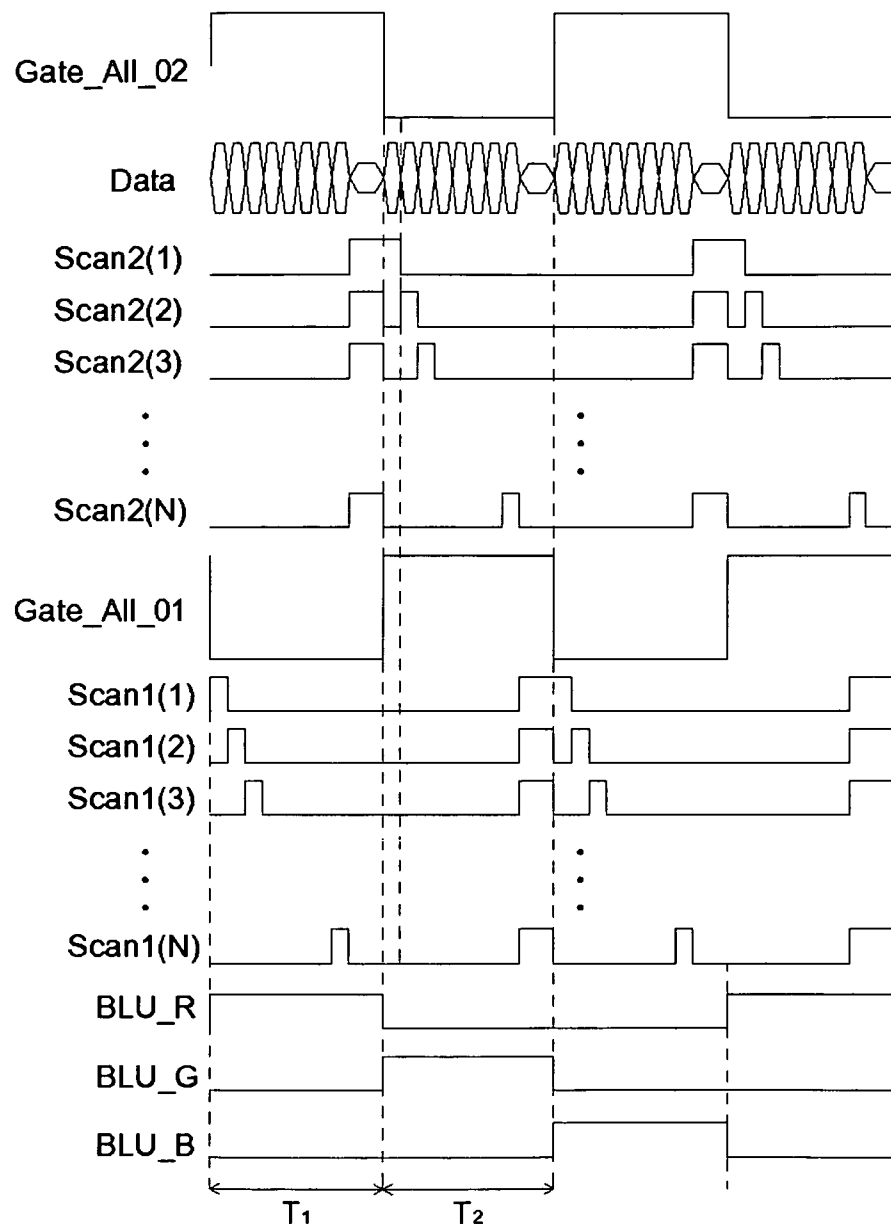 Gate_All_02
Data
Scan2(1)
Scan2(2)
Scan2(3)
Scan2(N)
Gate_All_01
Scan1(1)
Scan1(2)
Scan1(3)
Scan1(N)
BLU_R
BLU_G
BLU_B
T₁ T₂